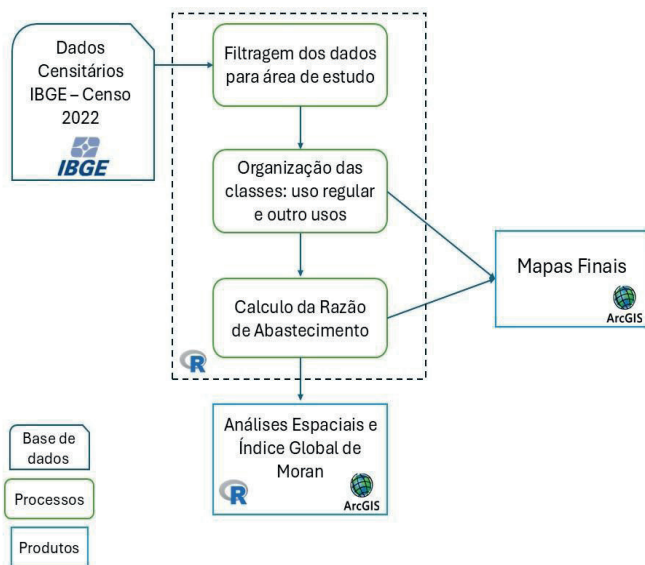 Dados
Censitários
IBGE – Censo
2022
IBGE
Filtragem dos dados
para área de estudo
Organização das
classes: uso regular
e outro usos
Calculo da Razão
de Abastecimento
R
Mapas Finais
ArcGIS
Análises Espaciais e
Índice Global de
Moran
R
ArcGIS
Base de
dados
Processos
Produtos